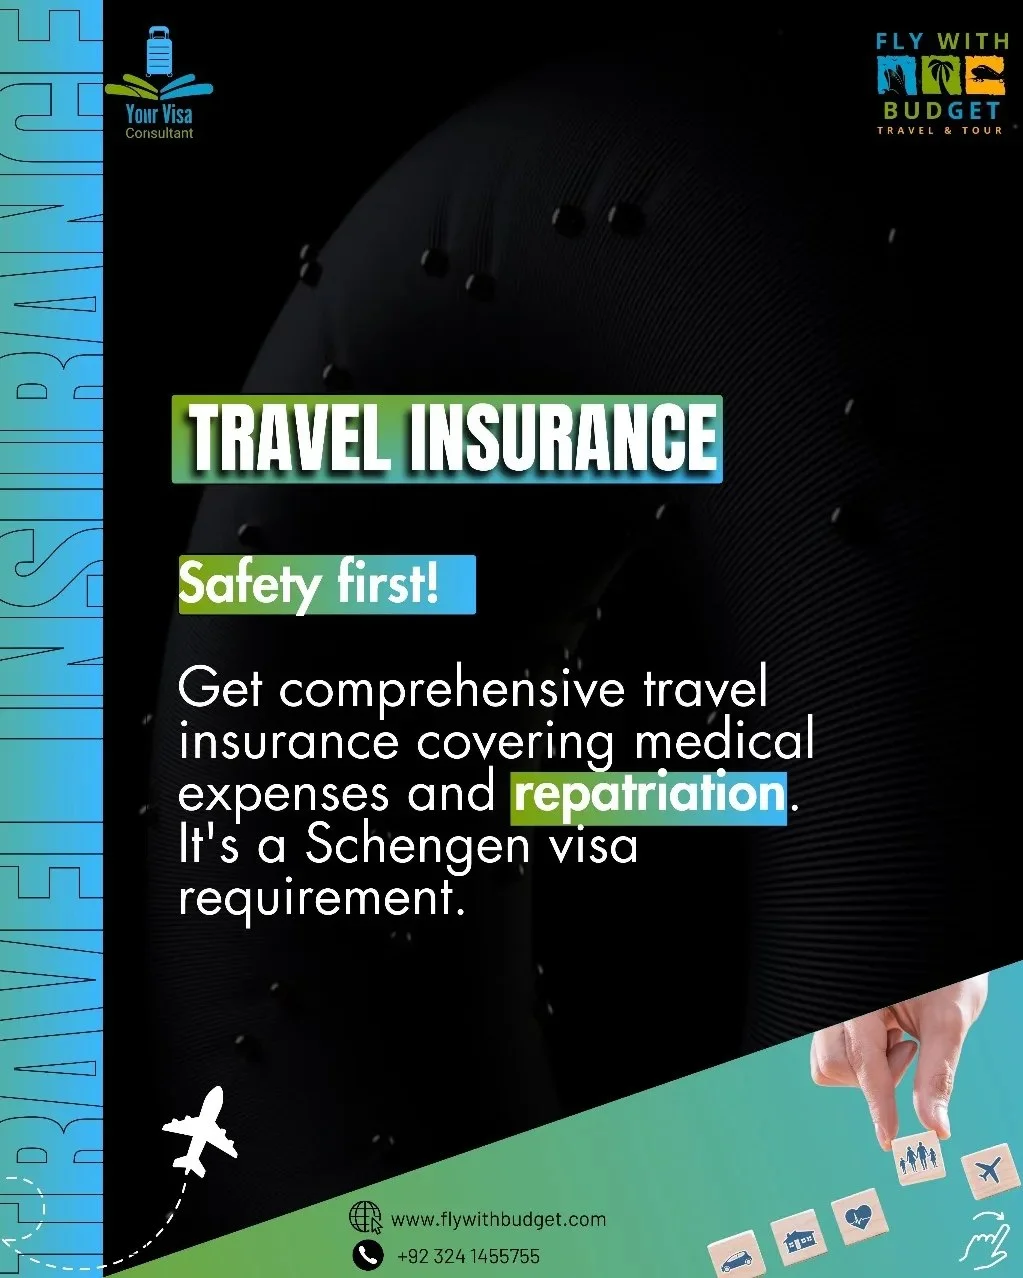 Your Visa
Consultant
FLY WITH
BUDGET
TRAVEL & TOUR
TRAVEL INSURANCE
TRAVEL INSURANCE
Safety first!
Get comprehensive travel
insurance covering medical
expenses and repatriation.
It's a Schengen visa
requirement.
www.flywithbudget.com
+92 324 1455755